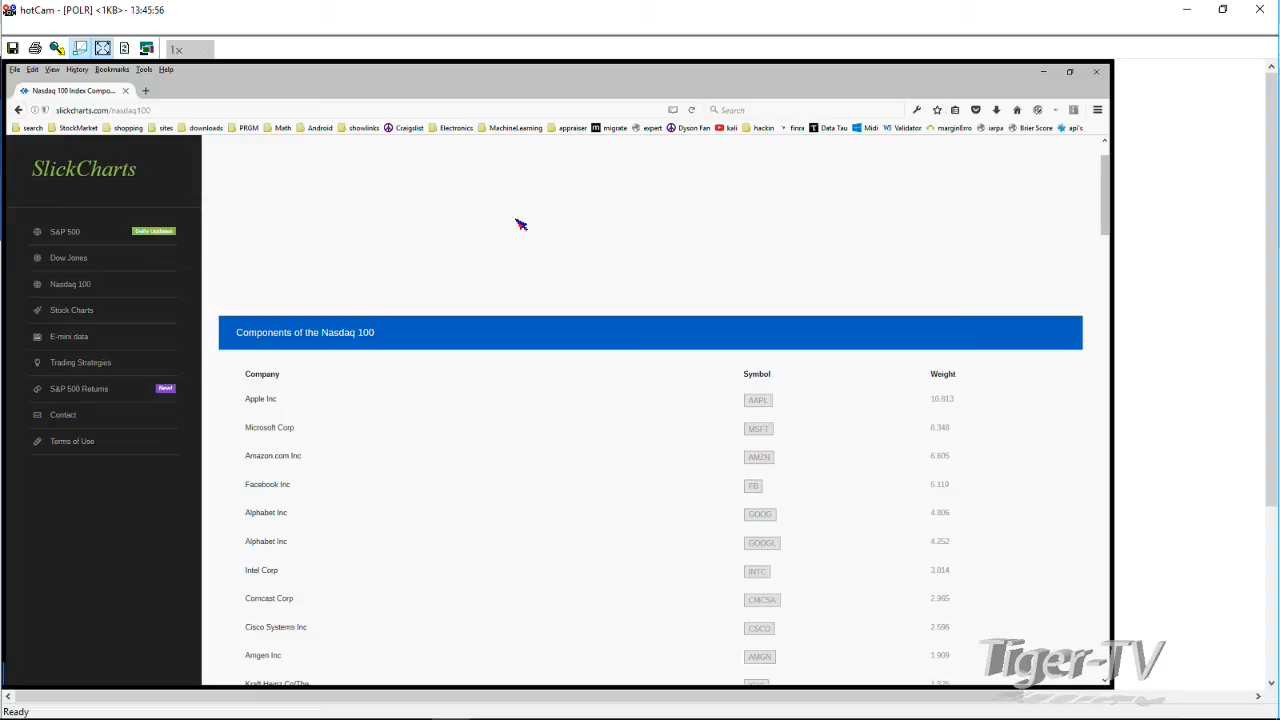 hotCam - [POLR] <1KB> - 13:45:56
1x
File Edit View History Bookmarks Tools Help
Nasdaq 100 Index Compo...
slickcharts.com/nasdaq100
Search
search StockMarket shopping sites downloads PRGM Math Android showlinks Craigslist Electronics MachineLearning appraiser migrate expert Dyson Fan kali hackin finra Data Tau Midi Validator marginErro iarpa Brier Score api's
SlickCharts
S&P 500 Daily Updates
Dow Jones
Nasdaq 100
Stock Charts
E-mini data
Trading Strategies
S&P 500 Returns New!
Contact
Terms of Use
Components of the Nasdaq 100
Company Symbol Weight
Apple Inc AAPL 10.813
Microsoft Corp MSFT 8.348
Amazon.com Inc AMZN 6.605
Facebook Inc FB 5.119
Alphabet Inc GOOG 4.805
Alphabet Inc GOOGL 4.252
Intel Corp INTC 3.014
Comcast Corp CMCSA 2.965
Cisco Systems Inc CSCO 2.596
Amgen Inc AMGN 1.909
Kraft Heinz Co/The
Tiger-TV
Ready